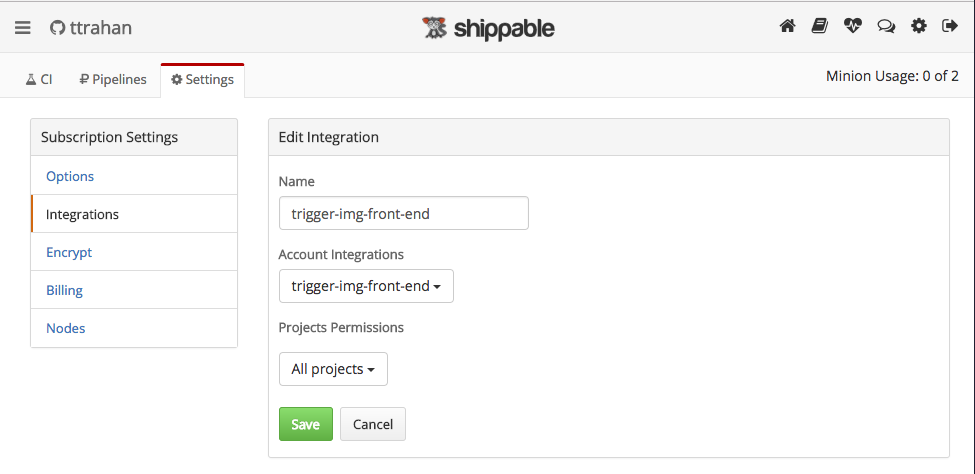 ttrahan
shippable
CI
Pipelines
Settings
Minion Usage: 0 of 2
Subscription Settings
Options
Integrations
Encrypt
Billing
Nodes
Edit Integration
Name
trigger-img-front-end
Account Integrations
trigger-img-front-end
Projects Permissions
All projects
Save
Cancel